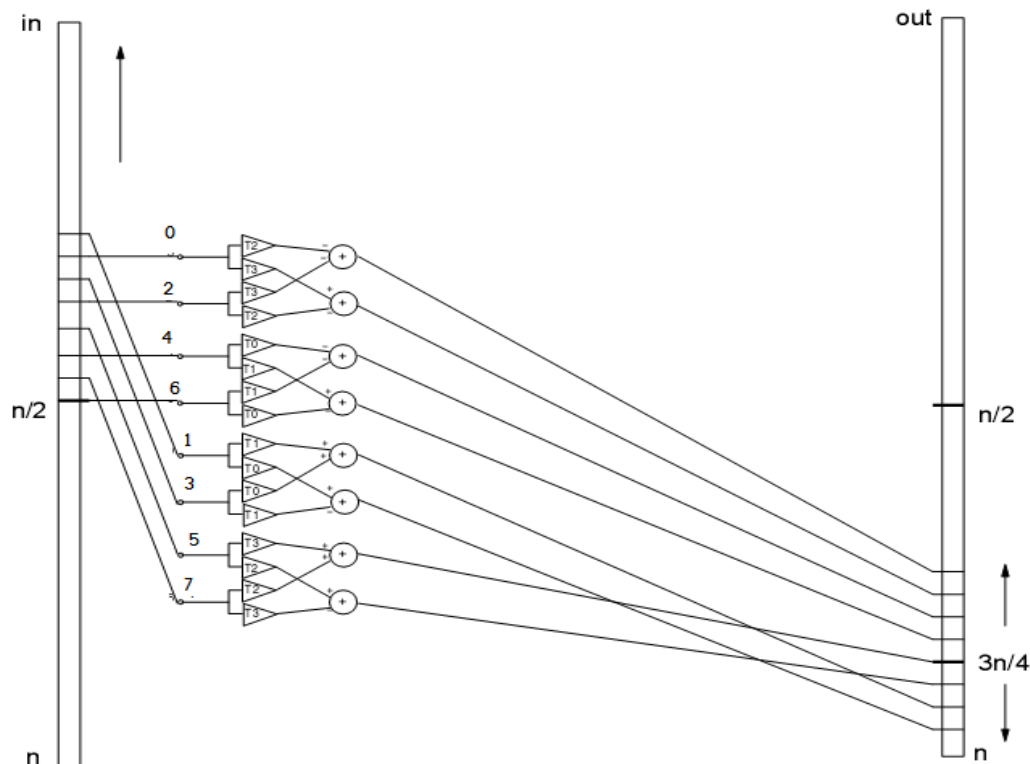 in
out
0
T2
T3
2
T3
T2
4
T0
T1
6
T1
T0
n/2
n/2
1
T1
T0
3
T0
T1
5
T3
T2
7
T2
T3
3n/4
n
n
- - + -
- - + -
+ + + -
+ + + -
+
+
+
+
+
+
+
+